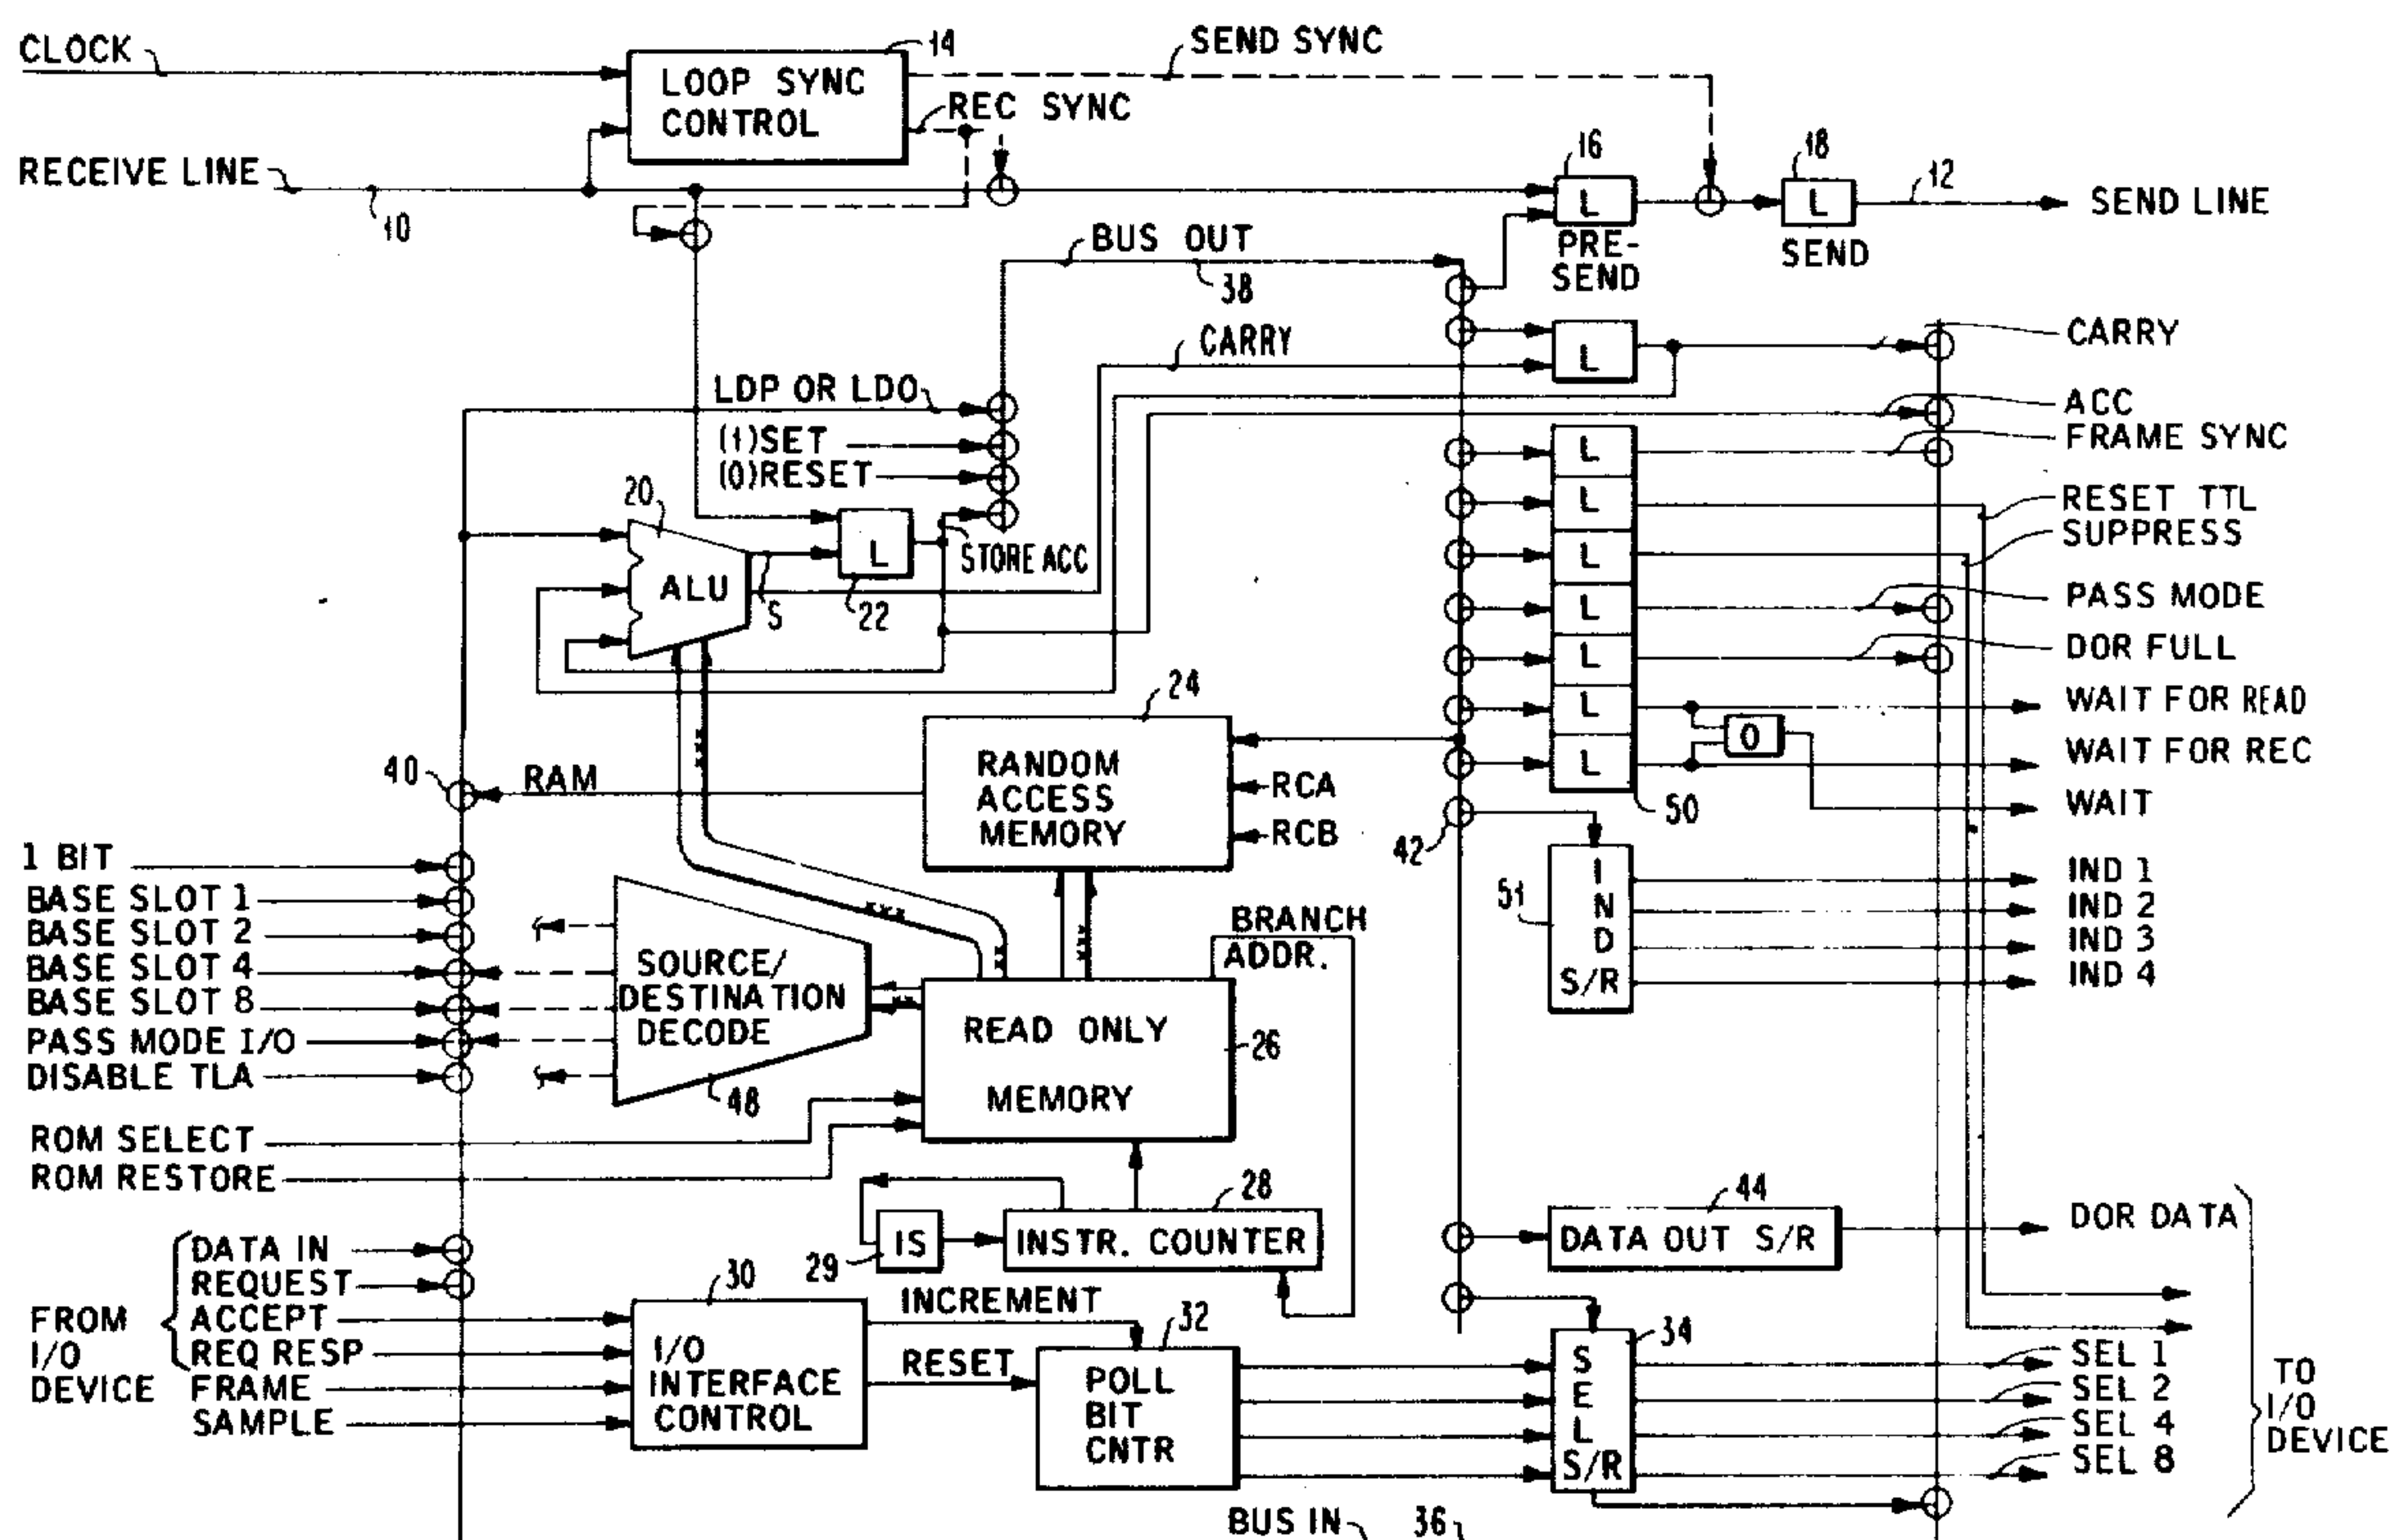 CLOCK
14
SEND SYNC
LOOP SYNC
CONTROL
REC SYNC
RECEIVE LINE
10
16
18
12
L
L
SEND LINE
PRE-
SEND
SEND
BUS OUT
38
CARRY
L
CARRY
LDP OR LDO
ACC
(1)SET
FRAME SYNC
(0)RESET
L
20
L
RESET TTL
SUPPRESS
L
STORE ACC
L
ALU
S
22
L
PASS MODE
L
DOR FULL
24
L
WAIT FOR READ
O
40
RAM
RANDOM
ACCESS
MEMORY
RCA
RCB
L
WAIT FOR REC
50
WAIT
42
1 BIT
BASE SLOT 1
BASE SLOT 2
BASE SLOT 4
BASE SLOT 8
PASS MODE I/O
DISABLE TLA
51
I
N
D
S/R
IND 1
IND 2
IND 3
IND 4
BRANCH
ADDR.
SOURCE/
DESTINATION
DECODE
48
READ ONLY
MEMORY
26
ROM SELECT
ROM RESTORE
28
44
IS
INSTR. COUNTER
DATA OUT S/R
DOR DATA
29
DATA IN
REQUEST
ACCEPT
REQ RESP
FRAME
SAMPLE
FROM
I/O
DEVICE
30
INCREMENT
32
34
I/O
INTERFACE
CONTROL
RESET
POLL
BIT
CNTR
S
E
L
S/R
SEL 1
SEL 2
SEL 4
SEL 8
TO
I/O
DEVICE
BUS IN
36